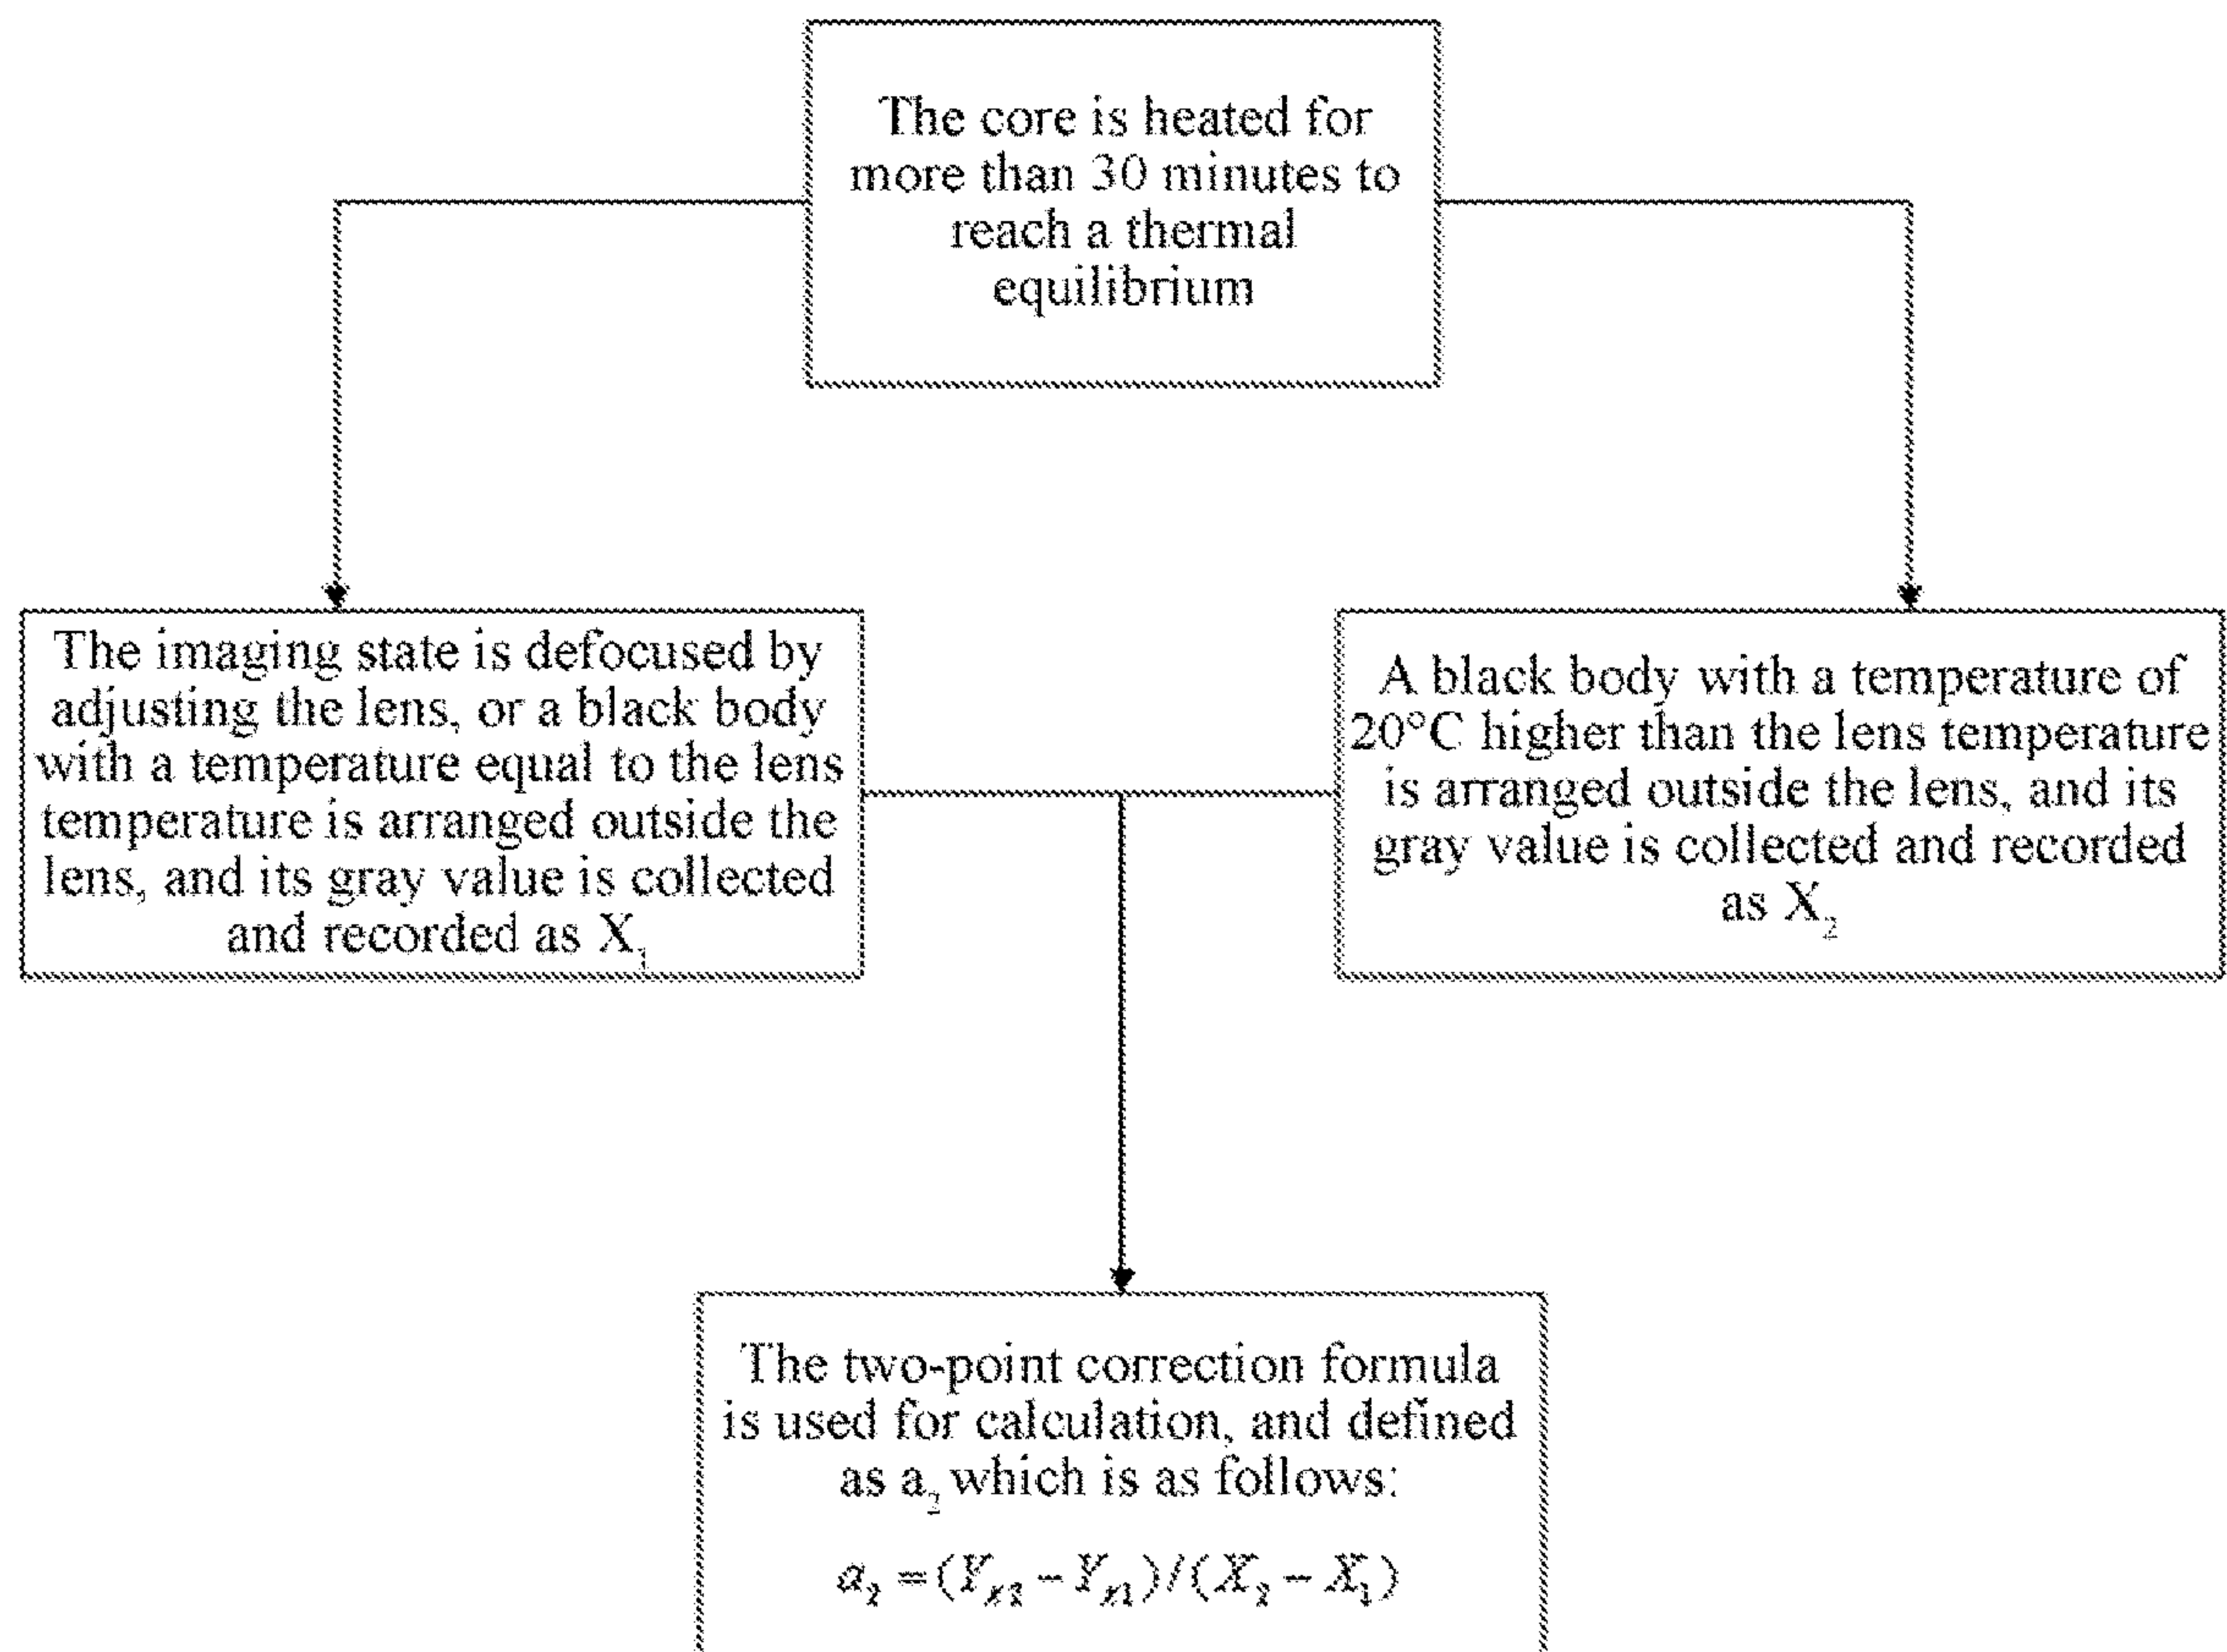 The core is heated for
more than 30 minutes to
reach a thermal
equilibrium
The imaging state is defocused by
adjusting the lens, or a black body
with a temperature equal to the lens
temperature is arranged outside the
lens, and its gray value is collected
and recorded as X₁
A black body with a temperature of
20°C higher than the lens temperature
is arranged outside the lens, and its
gray value is collected and recorded
as X₂
The two-point correction formula
is used for calculation, and defined
as a₂ which is as follows:
a₂ = (Yₓ₂ − Yₓ₁)/(X₂ − X₁)